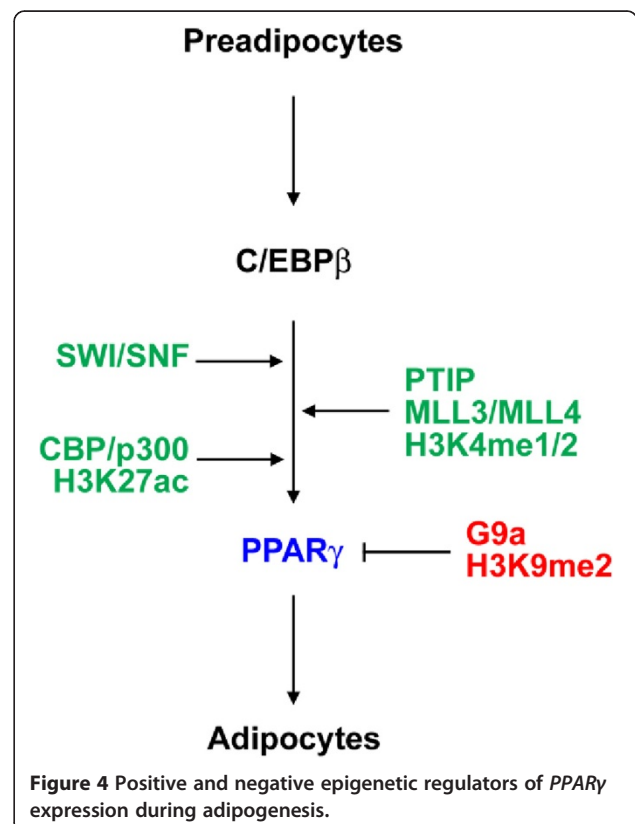 Preadipocytes
C/EBPβ
SWI/SNF
PTIP
MLL3/MLL4
H3K4me1/2
CBP/p300
H3K27ac
PPARγ
G9a
H3K9me2
Adipocytes
Figure 4 Positive and negative epigenetic regulators of PPARγ
expression during adipogenesis.